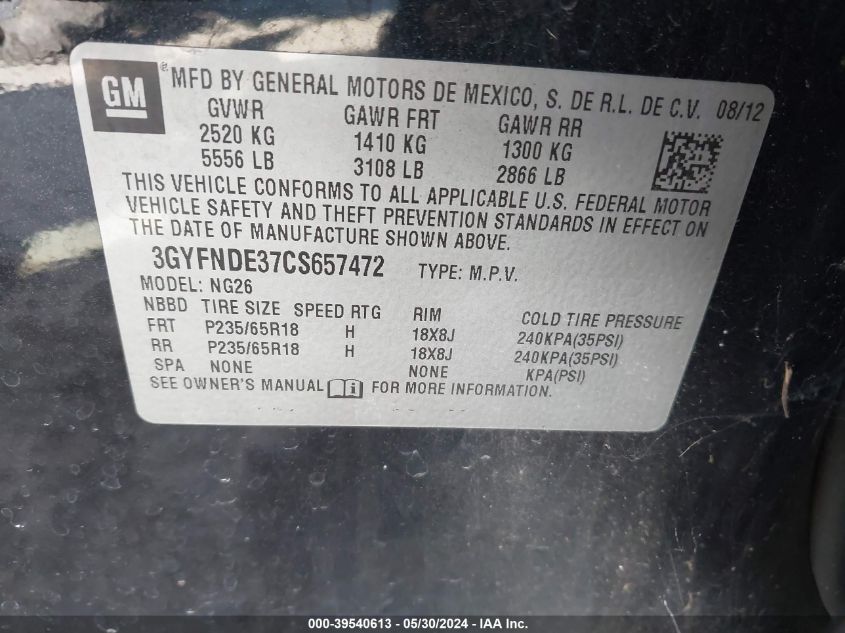 GM
®
MFD BY GENERAL MOTORS DE MEXICO, S. DE R.L. DE C.V. 08/12
GVWR GAWR FRT GAWR RR
2520 KG 1410 KG 1300 KG
5556 LB 3108 LB 2866 LB
THIS VEHICLE CONFORMS TO ALL APPLICABLE U.S. FEDERAL MOTOR
VEHICLE SAFETY AND THEFT PREVENTION STANDARDS IN EFFECT ON
THE DATE OF MANUFACTURE SHOWN ABOVE.
3GYFNDE37CS657472 TYPE: M.P.V.
MODEL: NG26
NBBD TIRE SIZE SPEED RTG RIM COLD TIRE PRESSURE
FRT P235/65R18 H 18X8J 240KPA(35PSI)
RR P235/65R18 H 18X8J 240KPA(35PSI)
SPA NONE NONE KPA(PSI)
SEE OWNER'S MANUAL i FOR MORE INFORMATION.
000-39540613 - 05/30/2024 - IAA Inc.